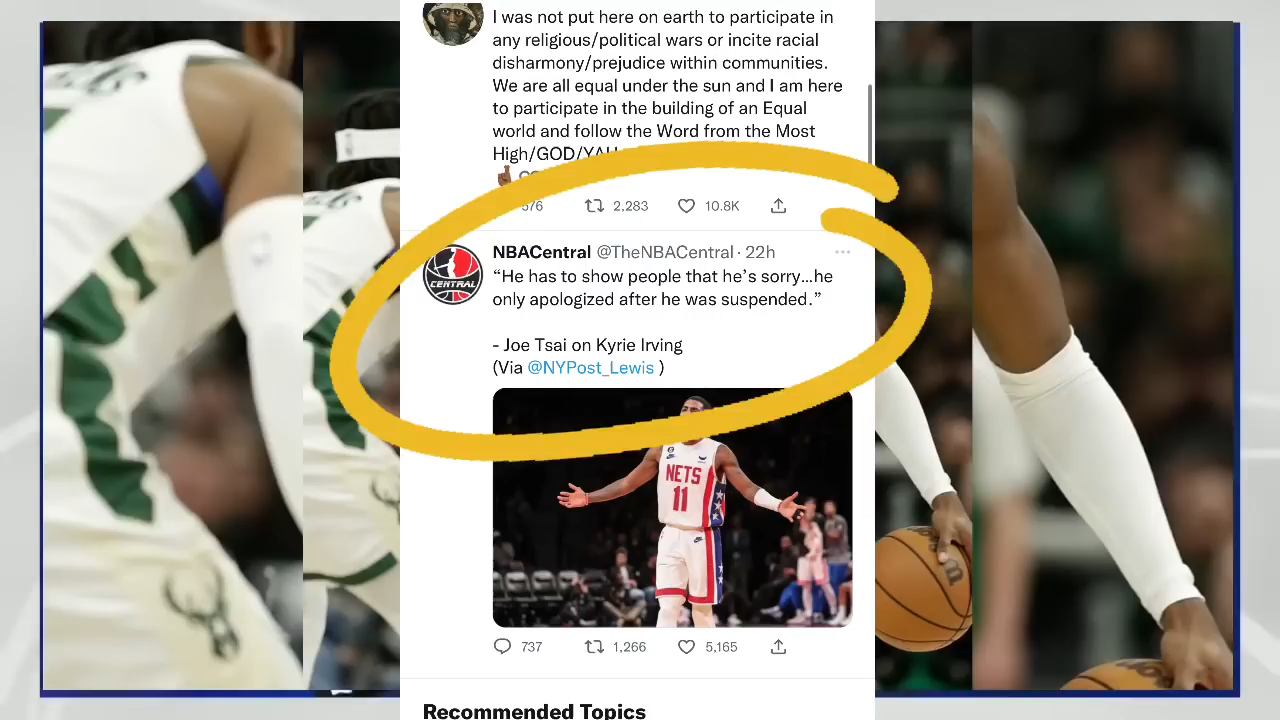 I was not put here on earth to participate in
any religious/political wars or incite racial
disharmony/prejudice within communities.
We are all equal under the sun and I am here
to participate in the building of an Equal
world and follow the Word from the Most
High/GOD/YAH
576 2,283 10.8K
NBACentral @TheNBACentral · 22h
“He has to show people that he’s sorry...he
only apologized after he was suspended.”
- Joe Tsai on Kyrie Irving
(Via @NYPost_Lewis )
CENTRAL
NETS
11
737 1,266 5,165
Recommended Topics